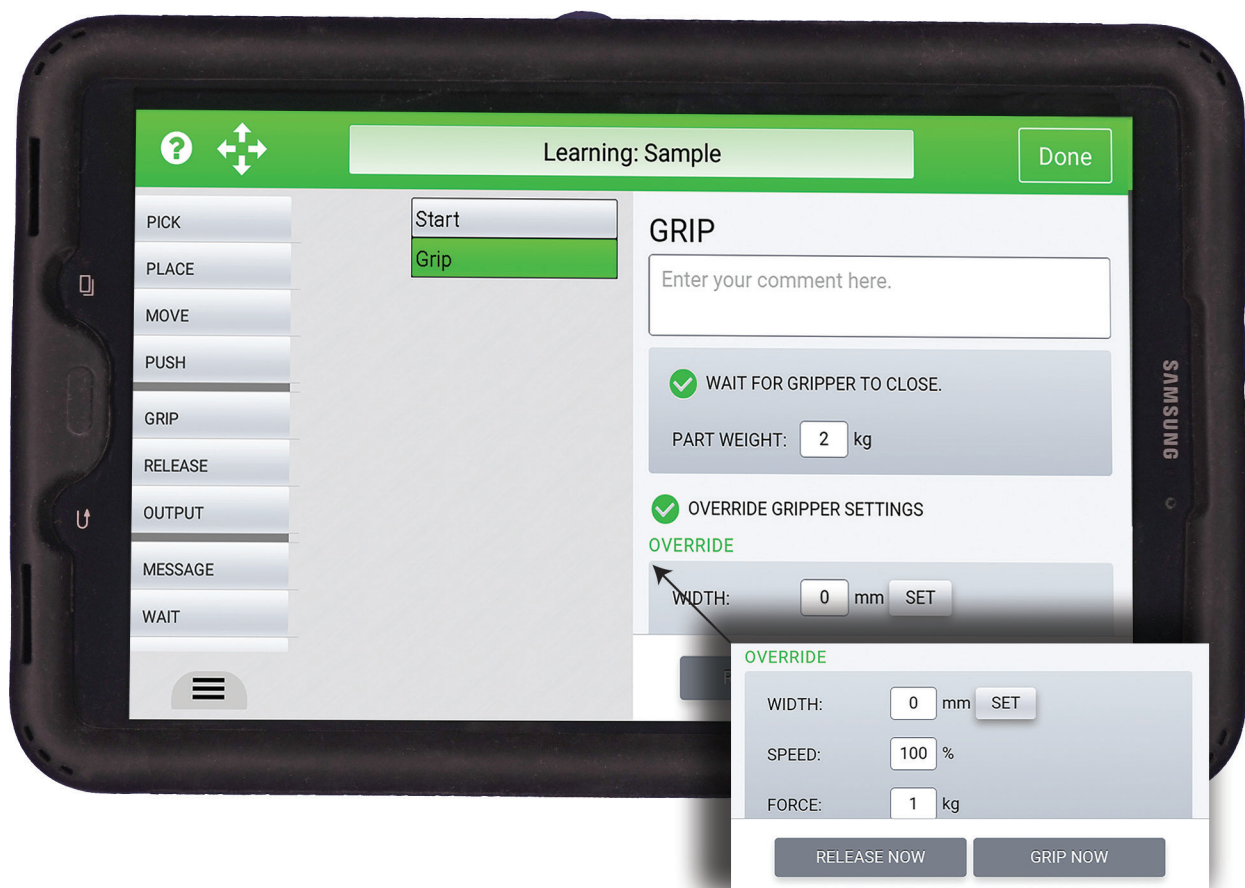 ?
Learning: Sample
Done
PICK
PLACE
MOVE
PUSH
GRIP
RELEASE
OUTPUT
MESSAGE
WAIT
Start
Grip
GRIP
Enter your comment here.
WAIT FOR GRIPPER TO CLOSE.
PART WEIGHT: 2 kg
OVERRIDE GRIPPER SETTINGS
OVERRIDE
WIDTH: 0 mm SET
OVERRIDE
WIDTH: 0 mm SET
SPEED: 100 %
FORCE: 1 kg
RELEASE NOW GRIP NOW
SAMSUNG